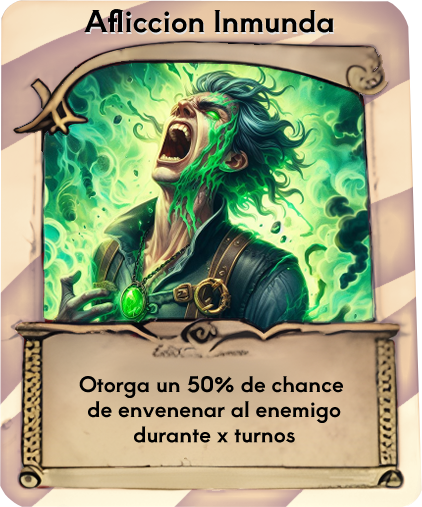 Afliccion Inmunda
Otorga un 50% de chance
de envenenar al enemigo
durante x turnos